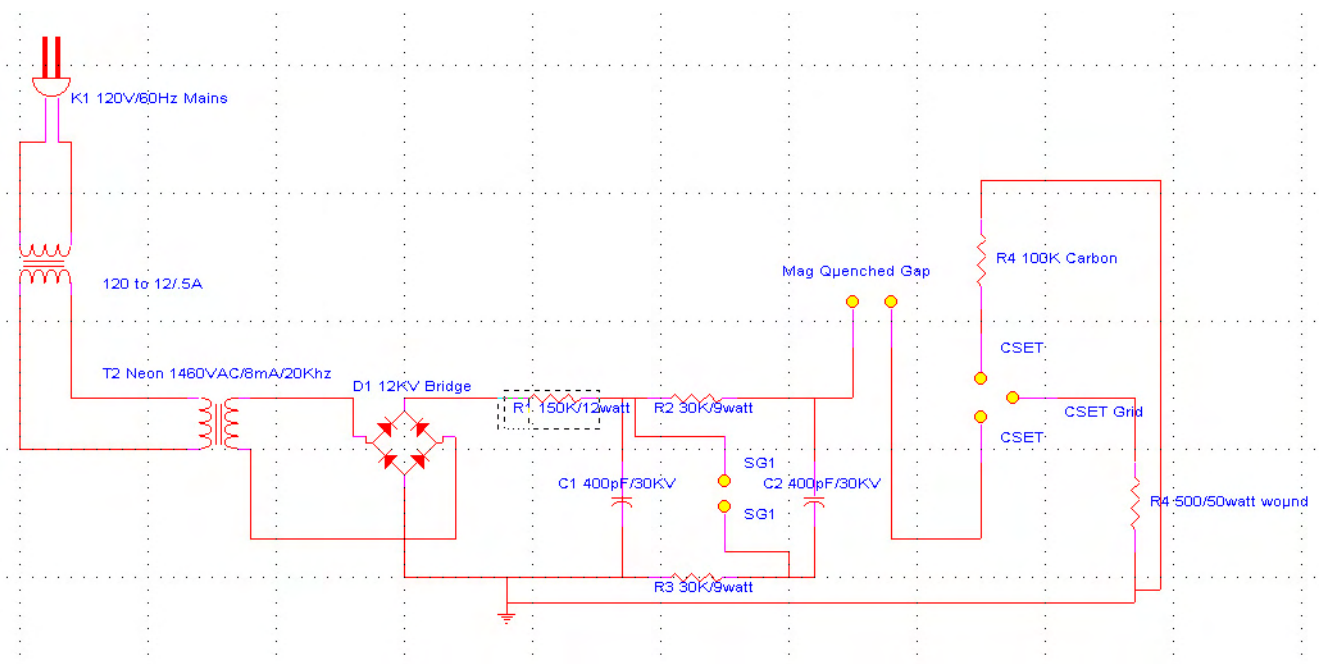 K1 120V/60Hz Mains
120 to 12/.5A
T2 Neon 1460VAC/8mA/20Khz
D1 12KV Bridge
R1 150K/12watt
R2 30K/9watt
Mag Quenched Gap
R4 100K Carbon
CSET
CSET Grid
CSET
C1 400pF/30KV
SG1
C2 400pF/30KV
SG1
R4 500/50watt wound
R3 30K/9watt